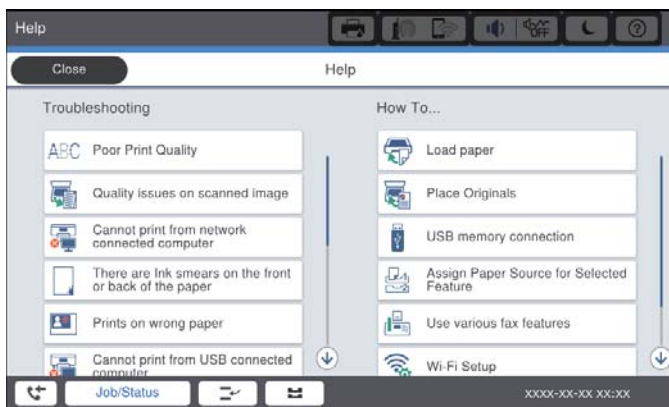 Help
OFF
?
Close
Help
Troubleshooting
ABC Poor Print Quality
Quality issues on scanned image
Cannot print from network
connected computer
There are Ink smears on the front
or back of the paper
Prints on wrong paper
Cannot print from USB connected
computer
How To...
Load paper
Place Originals
USB memory connection
Assign Paper Source for Selected
Feature
Use various fax features
Wi-Fi Setup
Job/Status
XXXX-XX-XX XX:XX